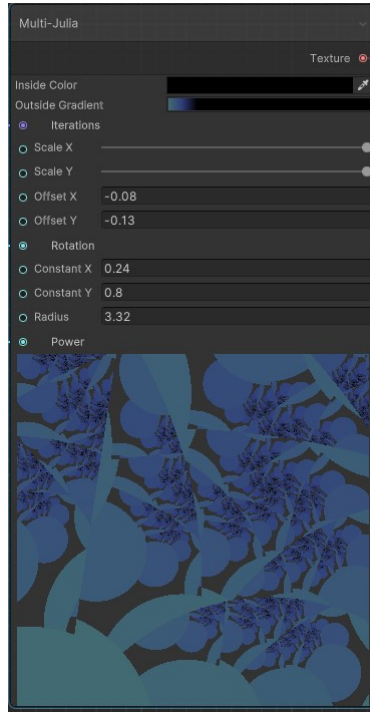 Multi-Julia
Texture
Inside Color
Outside Gradient
Iterations
Scale X
Scale Y
Offset X -0.08
Offset Y -0.13
Rotation
Constant X 0.24
Constant Y 0.8
Radius 3.32
Power